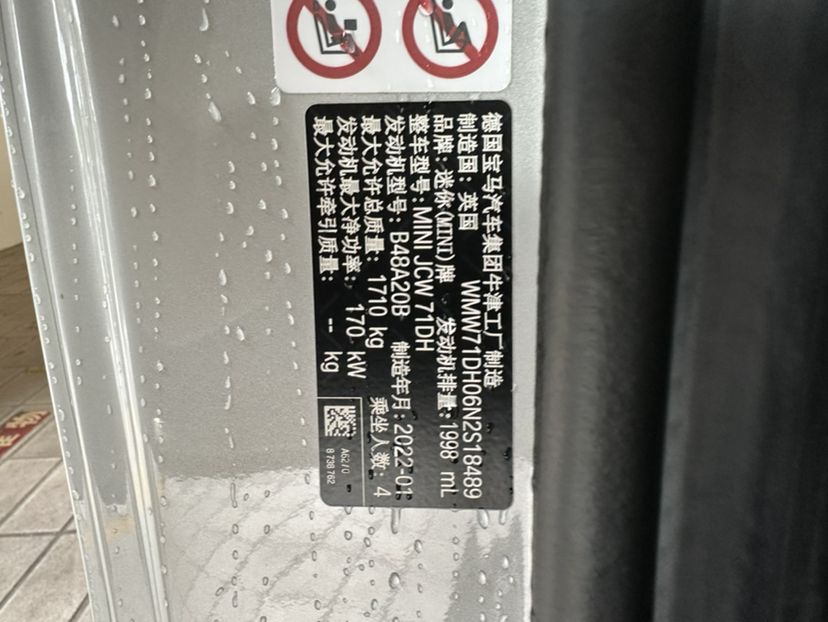 德国宝马汽车集团牛津工厂制造
制造国：英国 WMW71DH06N2S18489
品牌：迷你(MINI)牌 发动机排量：1998 mL
整车型号：MINI JCW 71DH
发动机型号：B48A20B 制造年月：2022-01
最大允许总质量：1710 kg 乘坐人数：4
发动机最大净功率：170 kW
最大允许牵引质量：-- kg
A6270
8 738 762